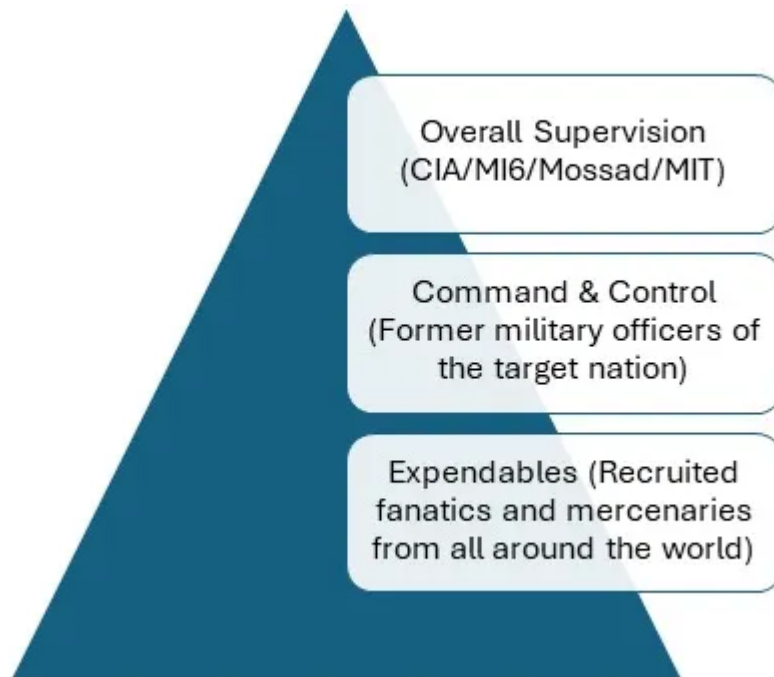 Overall Supervision
(CIA/MI6/Mossad/MIT)
Command & Control
(Former military officers of
the target nation)
Expendables (Recruited
fanatics and mercenaries
from all around the world)